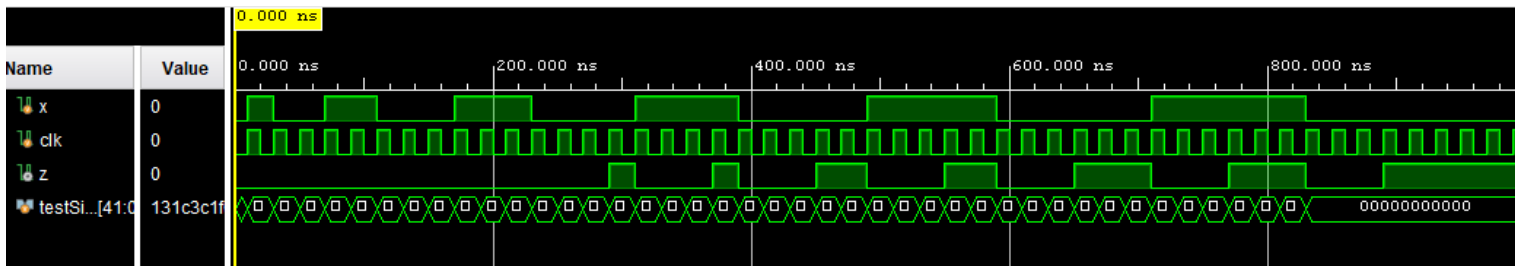 0.000 ns
Name Value 0.000 ns 200.000 ns 400.000 ns 600.000 ns 800.000 ns
x 0
clk 0
z 0
testSi...[41:0 131c3c1f 00000000000